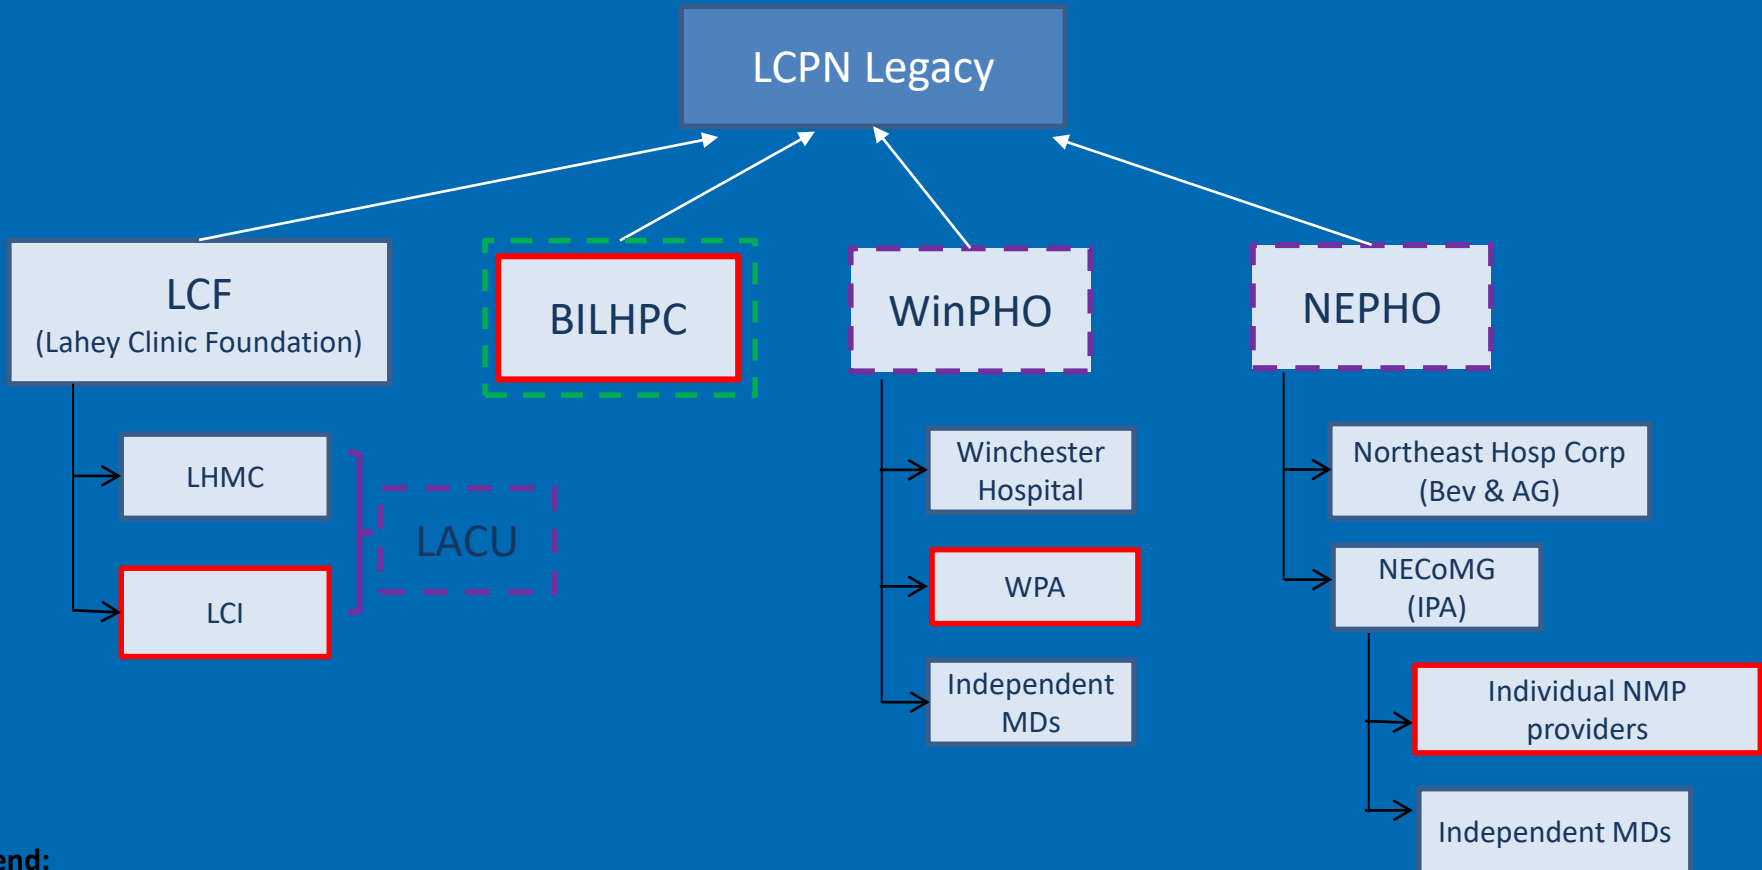 LCPN Legacy
LCF
(Lahey Clinic Foundation)
BILHPC
WinPHO
NEPHO
LHMC
LCI
LACU
Winchester
Hospital
WPA
Independent
MDs
Northeast Hosp Corp
(Bev & AG)
NECoMG
(IPA)
Individual NMP
providers
Independent MDs
end: